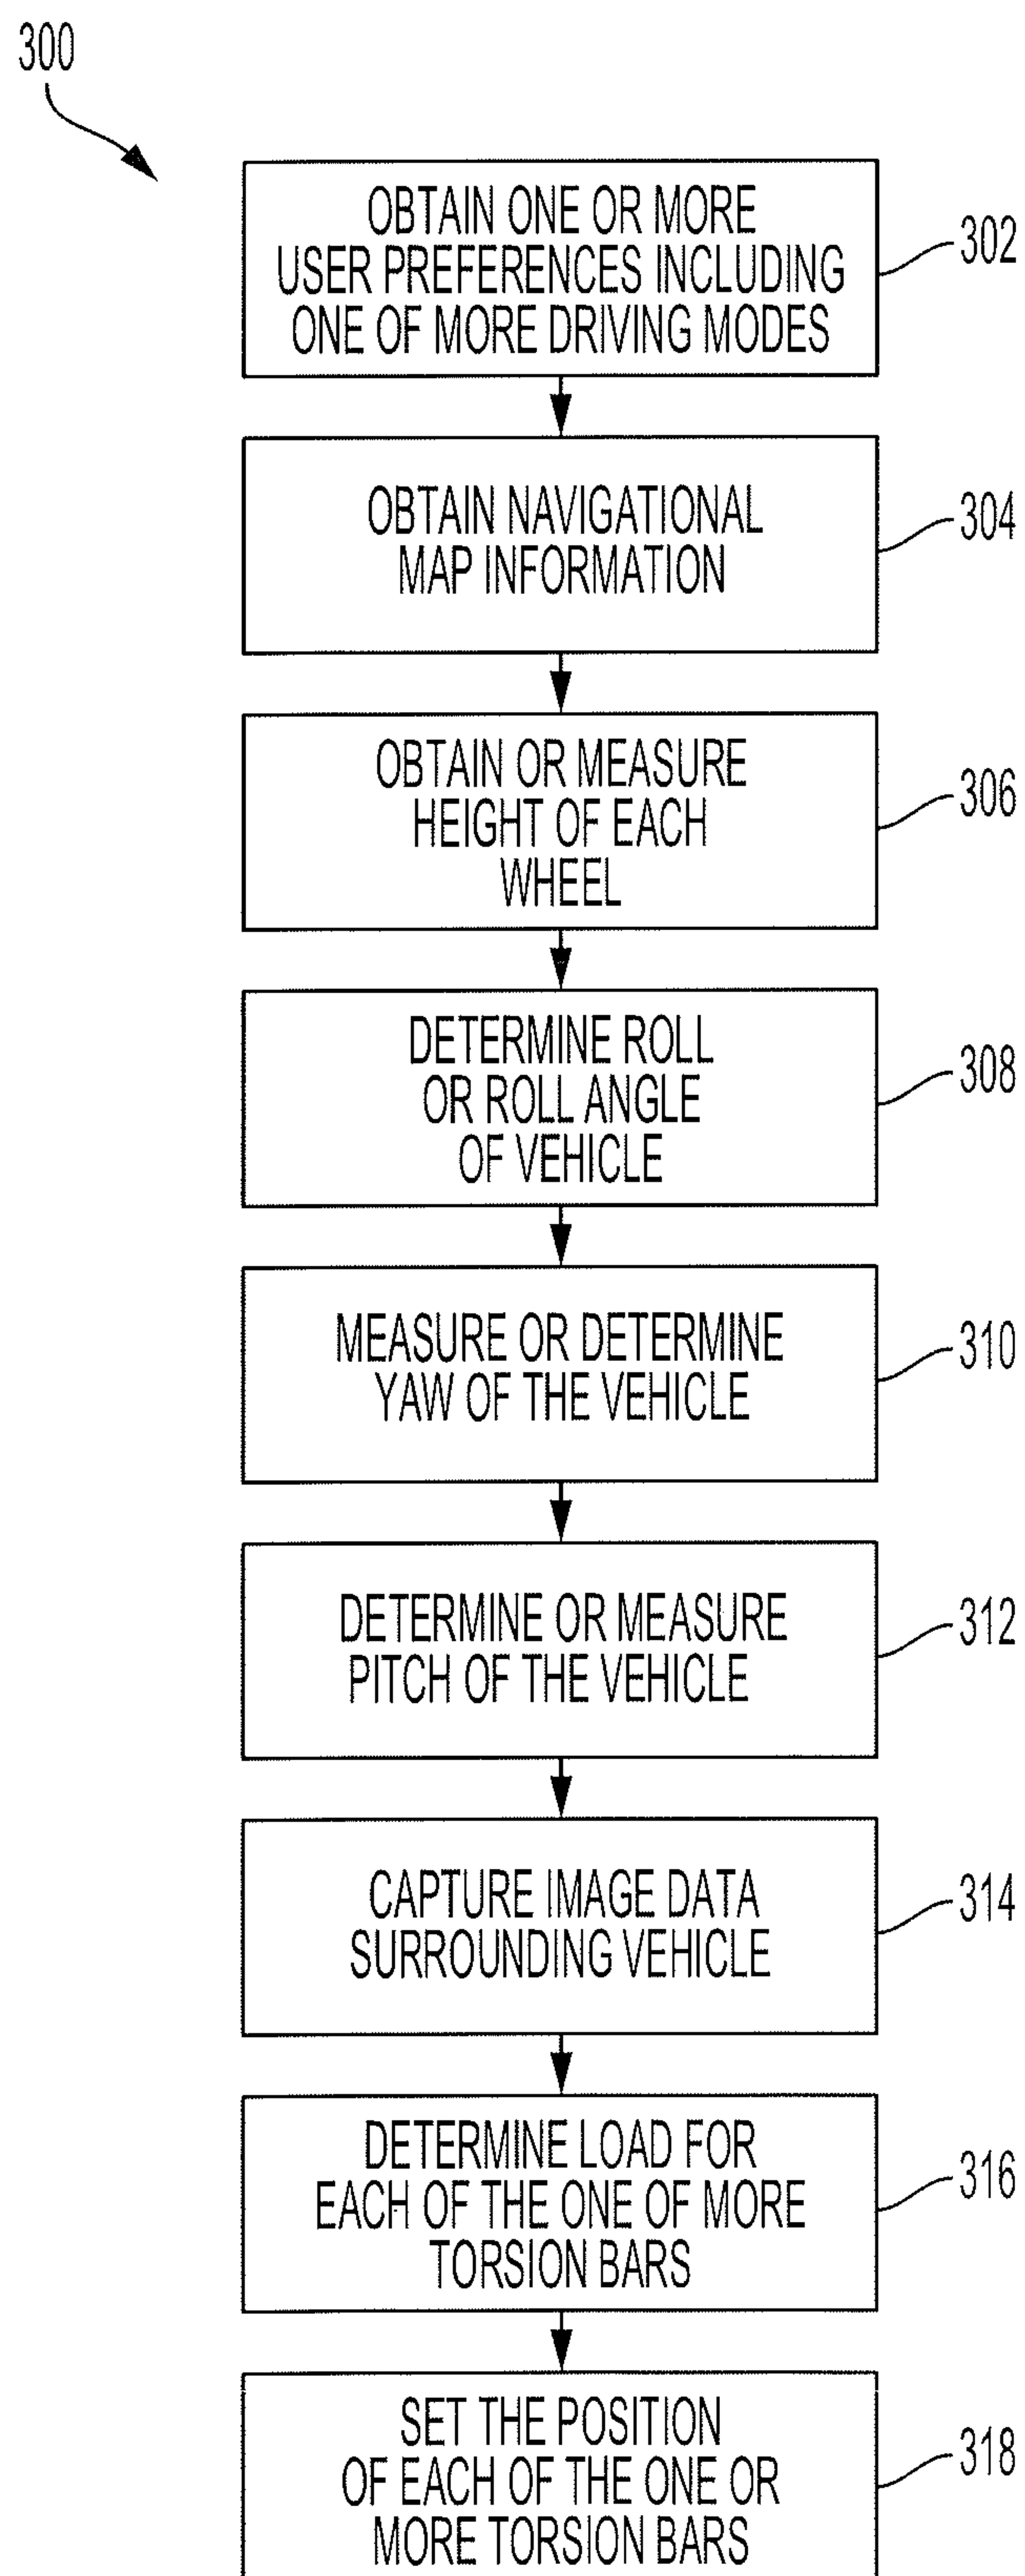 300
OBTAIN ONE OR MORE
USER PREFERENCES INCLUDING
ONE OF MORE DRIVING MODES
302
OBTAIN NAVIGATIONAL
MAP INFORMATION
304
OBTAIN OR MEASURE
HEIGHT OF EACH
WHEEL
306
DETERMINE ROLL
OR ROLL ANGLE
OF VEHICLE
308
MEASURE OR DETERMINE
YAW OF THE VEHICLE
310
DETERMINE OR MEASURE
PITCH OF THE VEHICLE
312
CAPTURE IMAGE DATA
SURROUNDING VEHICLE
314
DETERMINE LOAD FOR
EACH OF THE ONE OF MORE
TORSION BARS
316
SET THE POSITION
OF EACH OF THE ONE OR
MORE TORSION BARS
318